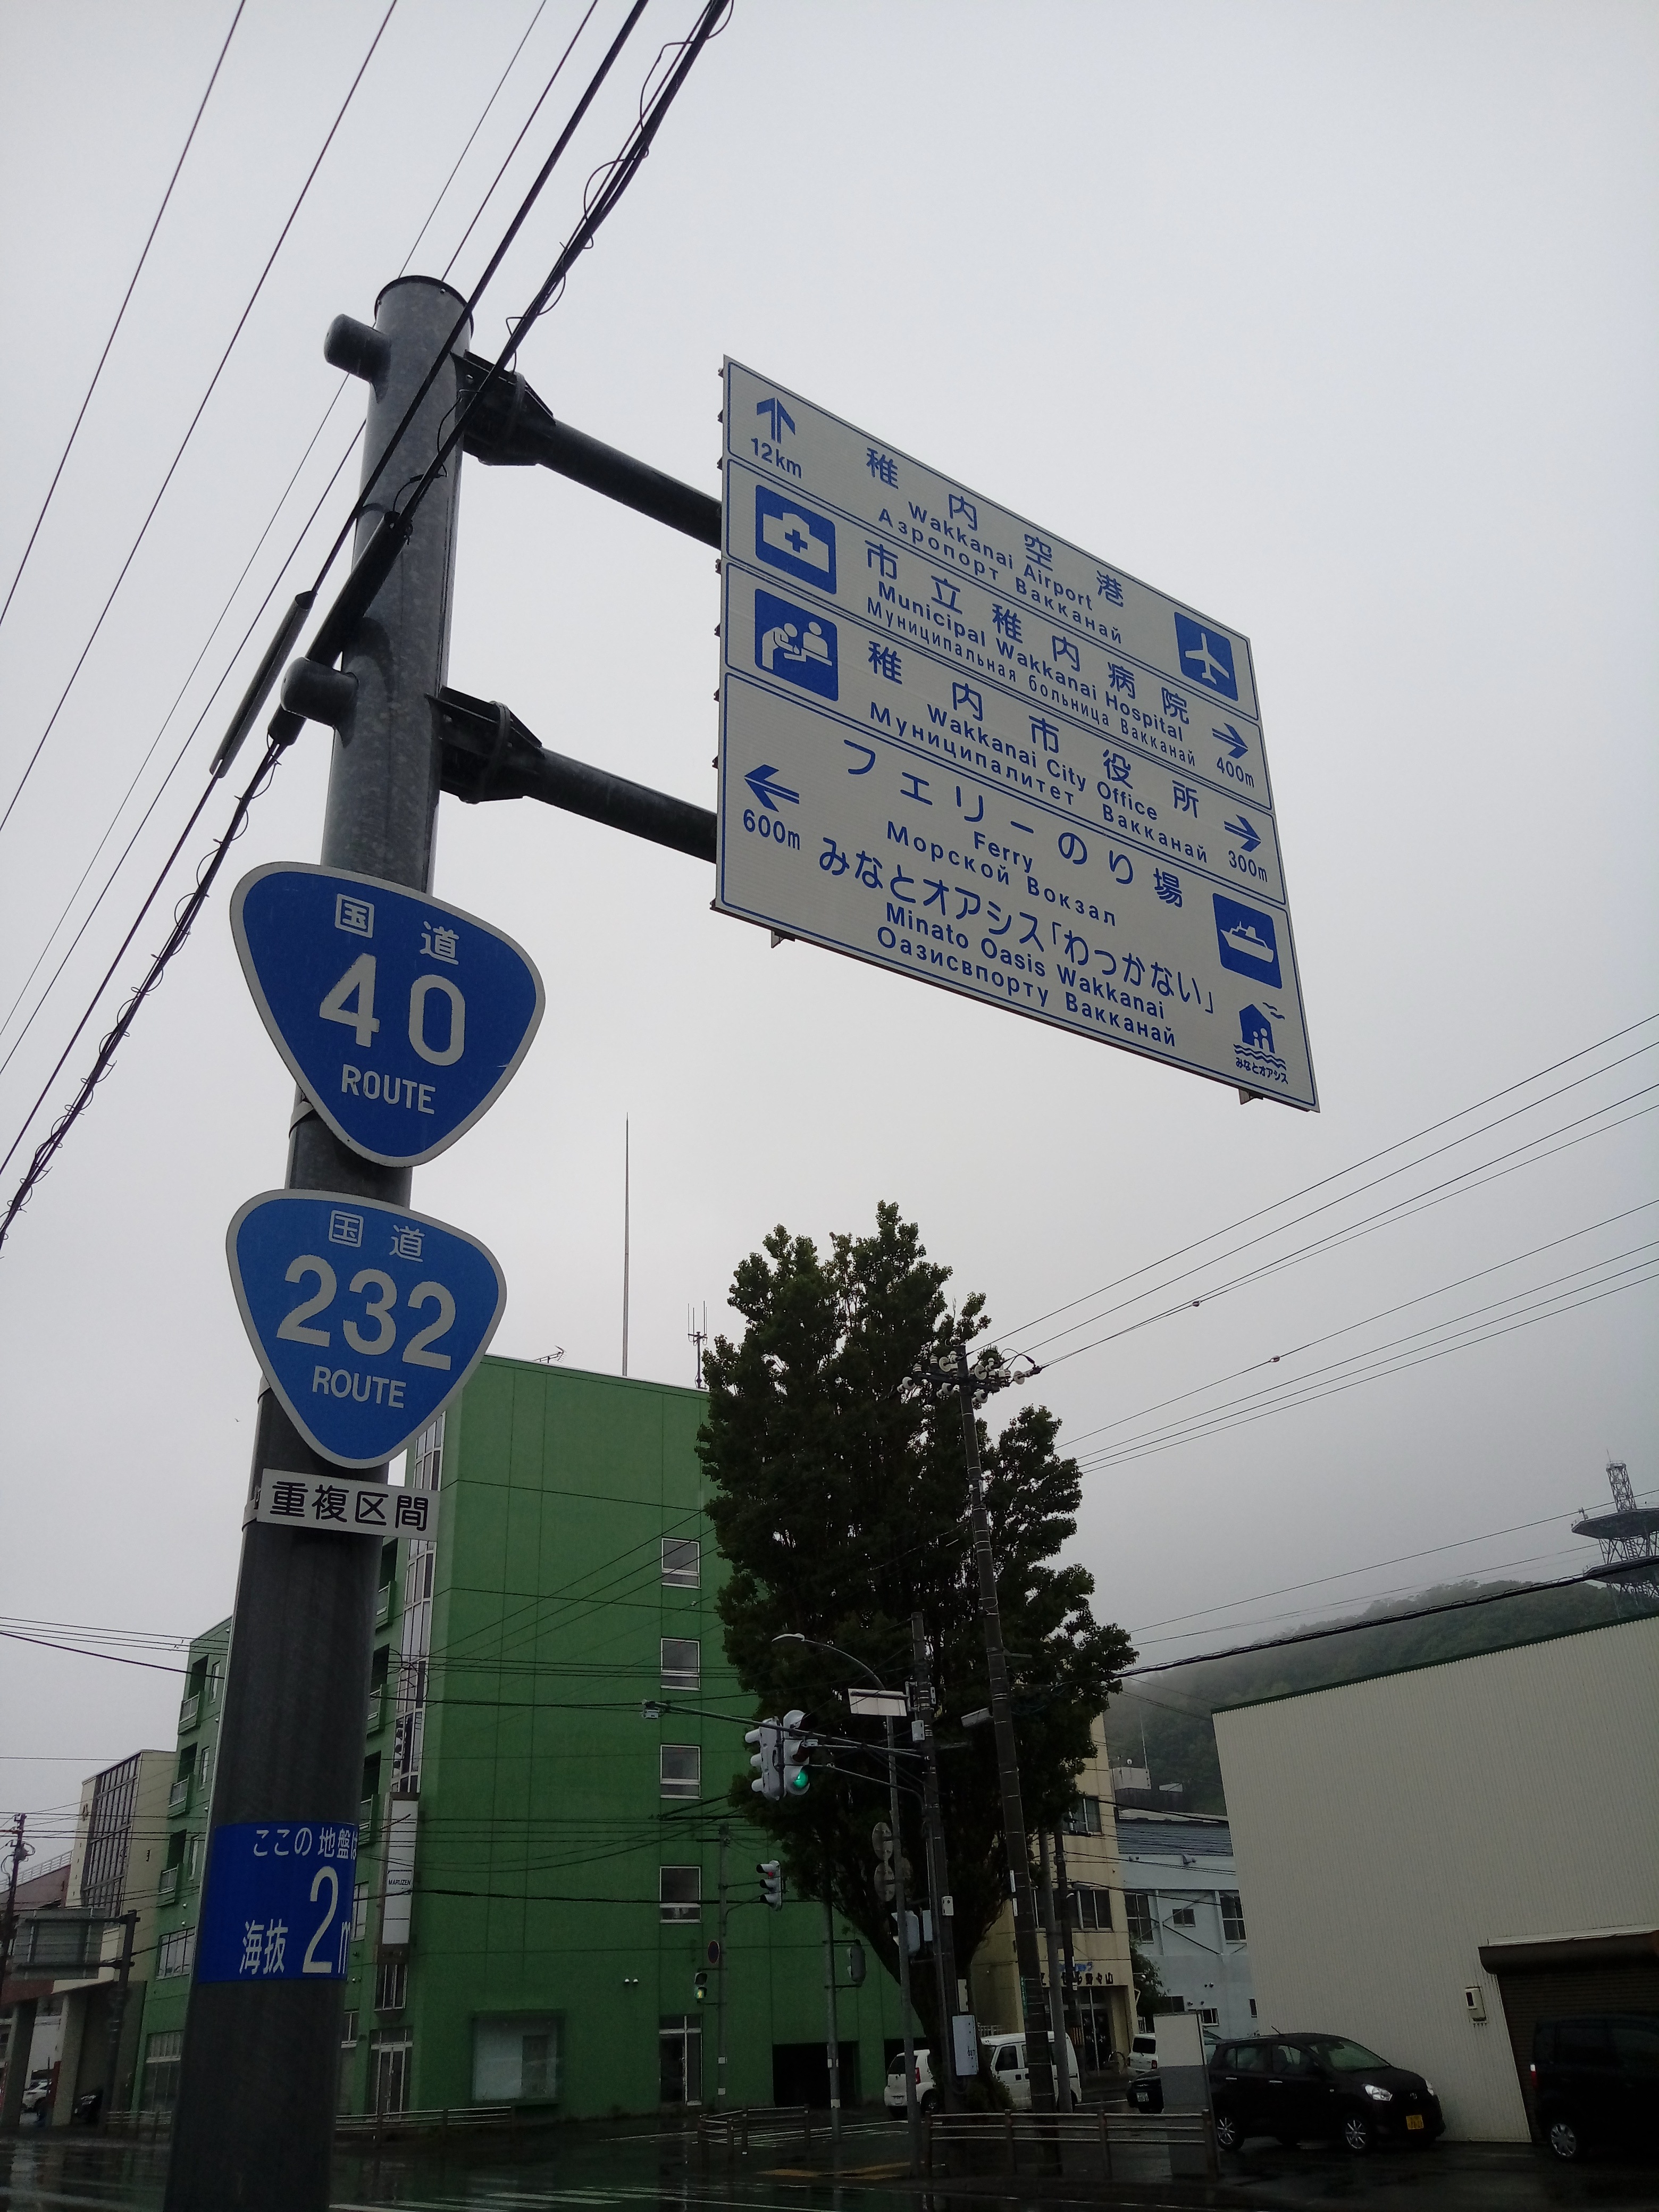 12km
稚内空港
Wakkanai Airport
Аэропорт Вакканай
市立稚内病院
Municipal Wakkanai Hospital
Муниципальная больница Вакканай
400m
稚内市役所
Wakkanai City Office
Муниципалитет Вакканай
300m
フェリーのり場
Ferry
Морской Вокзал
600m
みなとオアシス「わっかない」
Minato Oasis Wakkanai
Оазисвпорту Вакканай
みなとオアシス
国道
40
ROUTE
国道
232
ROUTE
重複区間
ここの地盤は
海抜2m
MARUZEN